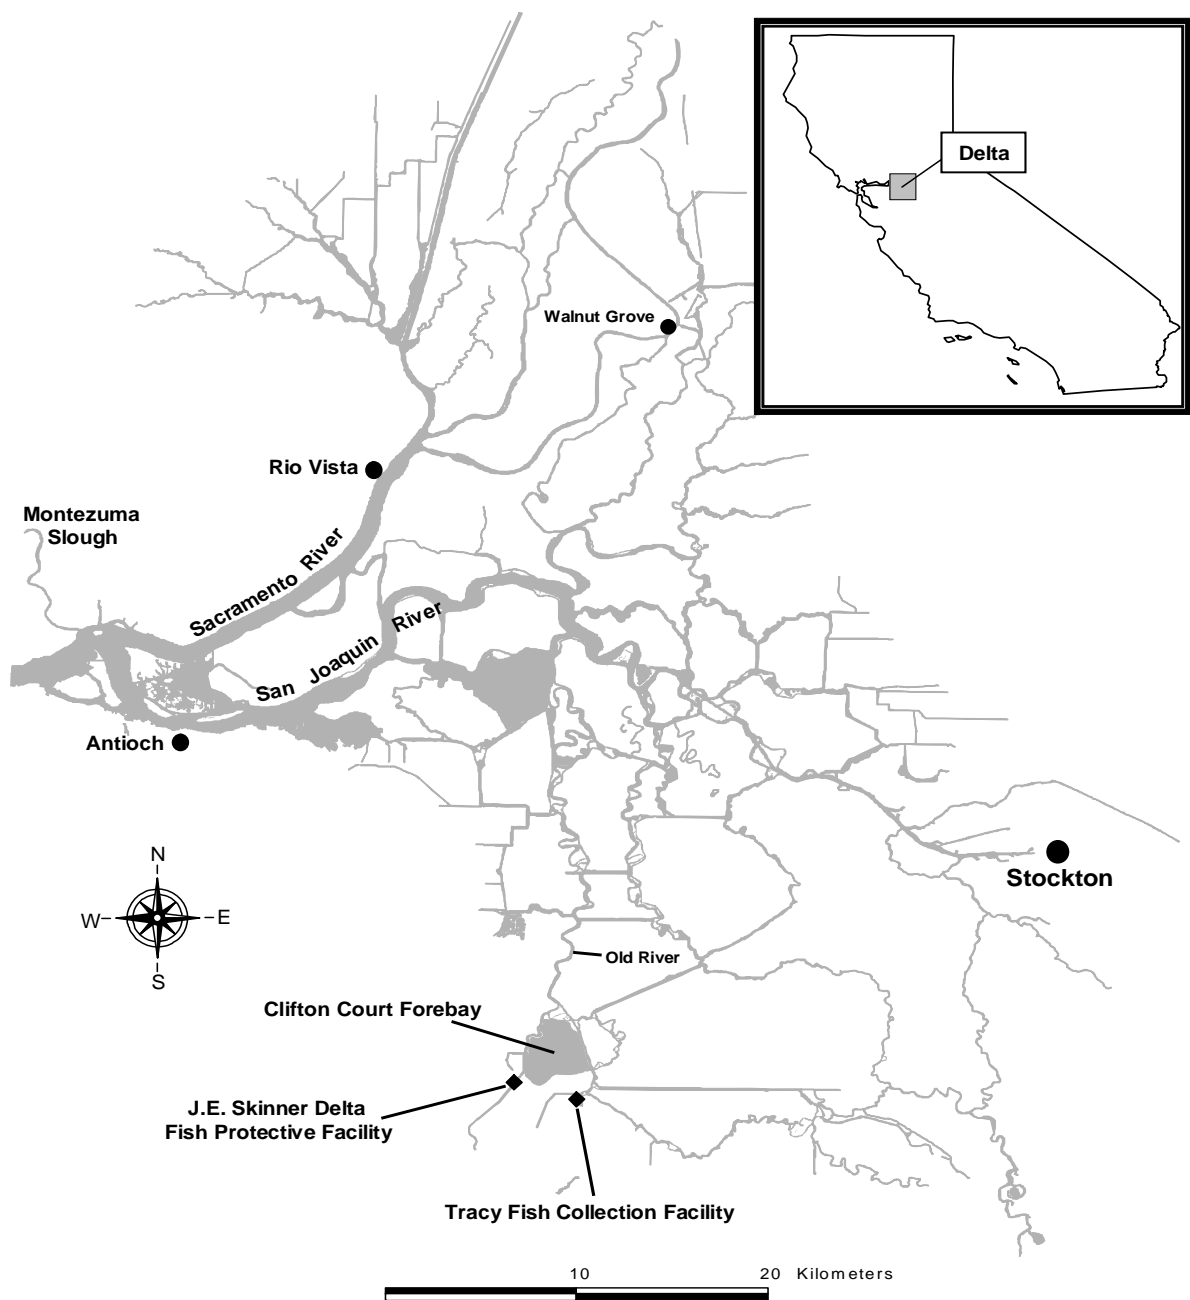 Delta
Walnut Grove
Rio Vista
Montezuma
Slough
Sacramento River
San Joaquin River
Antioch
N
W
E
S
Stockton
Old River
Clifton Court Forebay
J.E. Skinner Delta
Fish Protective Facility
Tracy Fish Collection Facility
10 20 Kilometers